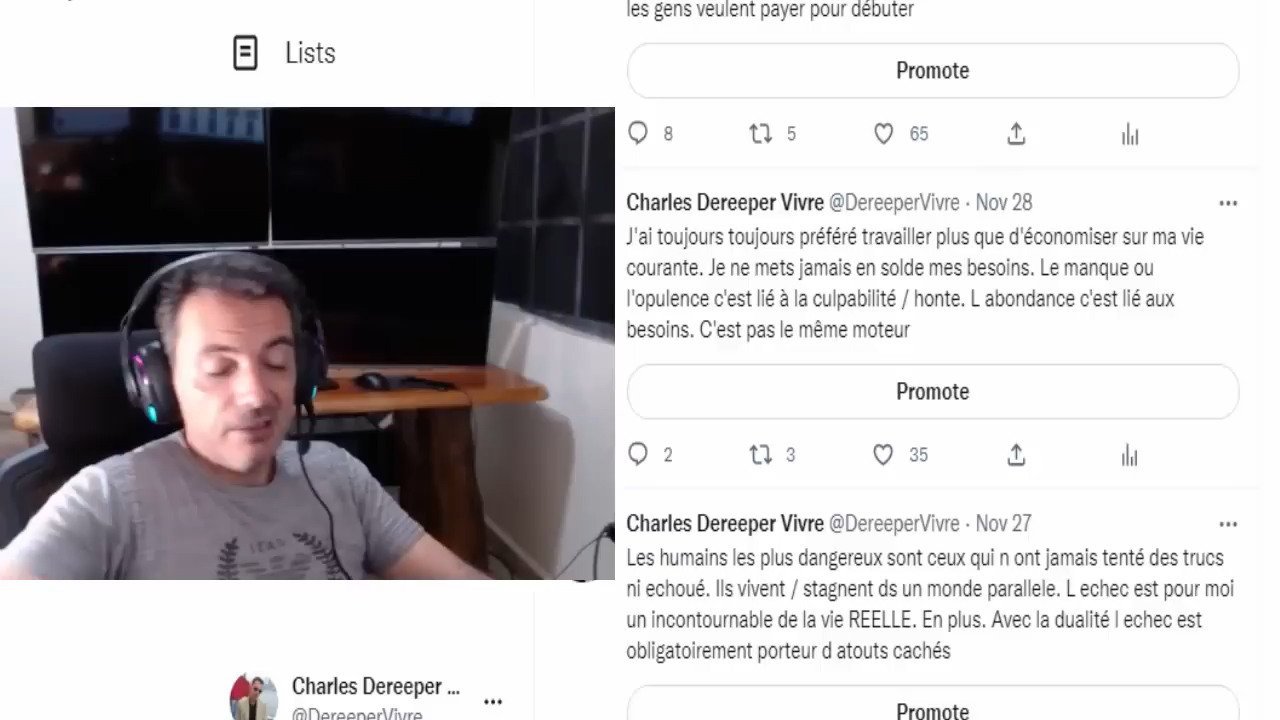 Lists
les gens veulent payer pour débuter
Promote
8 5 65
Charles Dereeper Vivre @DereeperVivre · Nov 28
J'ai toujours toujours préféré travailler plus que d'économiser sur ma vie
courante. Je ne mets jamais en solde mes besoins. Le manque ou
l'opulence c'est lié à la culpabilité / honte. L abondance c'est lié aux
besoins. C'est pas le même moteur
Promote
2 3 35
Charles Dereeper Vivre @DereeperVivre · Nov 27
Les humains les plus dangereux sont ceux qui n ont jamais tenté des trucs
ni echoué. Ils vivent / stagnent ds un monde parallele. L echec est pour moi
un incontournable de la vie REELLE. En plus. Avec la dualité l echec est
obligatoirement porteur d atouts cachés
Promote
Charles Dereeper ...
@DereeperVivre